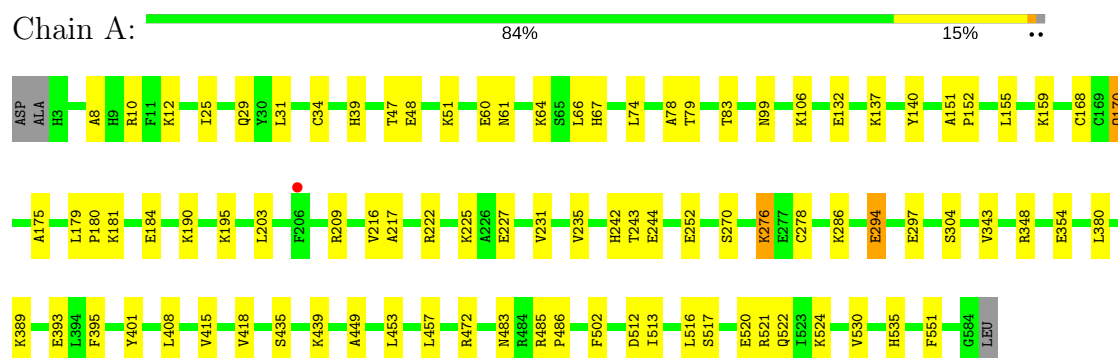 Chain A:
84% 15% ••
ASP ALA H3 A8 H9 R10 F11 K12 I25 Q29 Y30 L31 C34 H39 T47 E48 K51 E60 N61 K64 S65 L66 H67 L74 A78 T79 T83 N99 K106 E132 K137 Y140 A151 P152 L155 K159 C168 C169 Q170
A175 L179 P180 K181 E184 K190 K195 L203 F206 R209 V216 A217 R222 K225 A226 E227 V231 V235 H242 T243 E244 E252 S270 K276 E277 C278 K286 E294 E297 S304 V343 R348 E354 L380
K389 E393 L394 F395 Y401 L408 V415 V418 S435 K439 A449 L453 L457 R472 N483 R484 R485 P486 F502 D512 I513 L516 S517 E520 R521 Q522 I523 K524 V530 H535 F551 G584 LEU